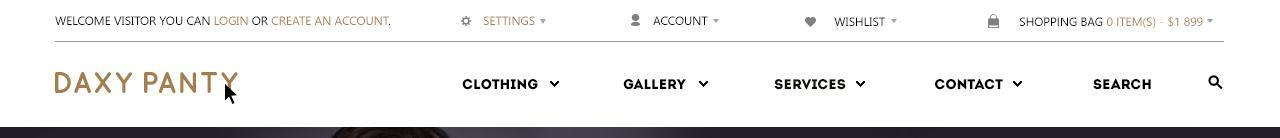 WELCOME VISITOR YOU CAN LOGIN OR CREATE AN ACCOUNT. SETTINGS ACCOUNT WISHLIST SHOPPING BAG 0 ITEM(S) - $1 899
DAXY PANTY CLOTHING GALLERY SERVICES CONTACT SEARCH